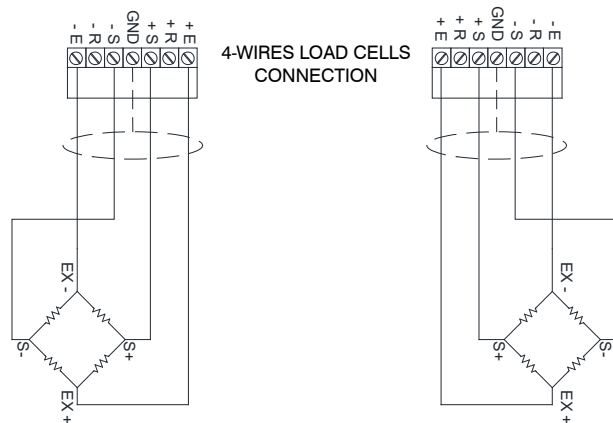 - E
- R
- S
GND
+ S
+ R
+ E
4-WIRES LOAD CELLS
CONNECTION
+ E
+ R
+ S
GND
- S
- R
- E
EX -
S-
S+
EX +
EX -
S+
S-
EX +